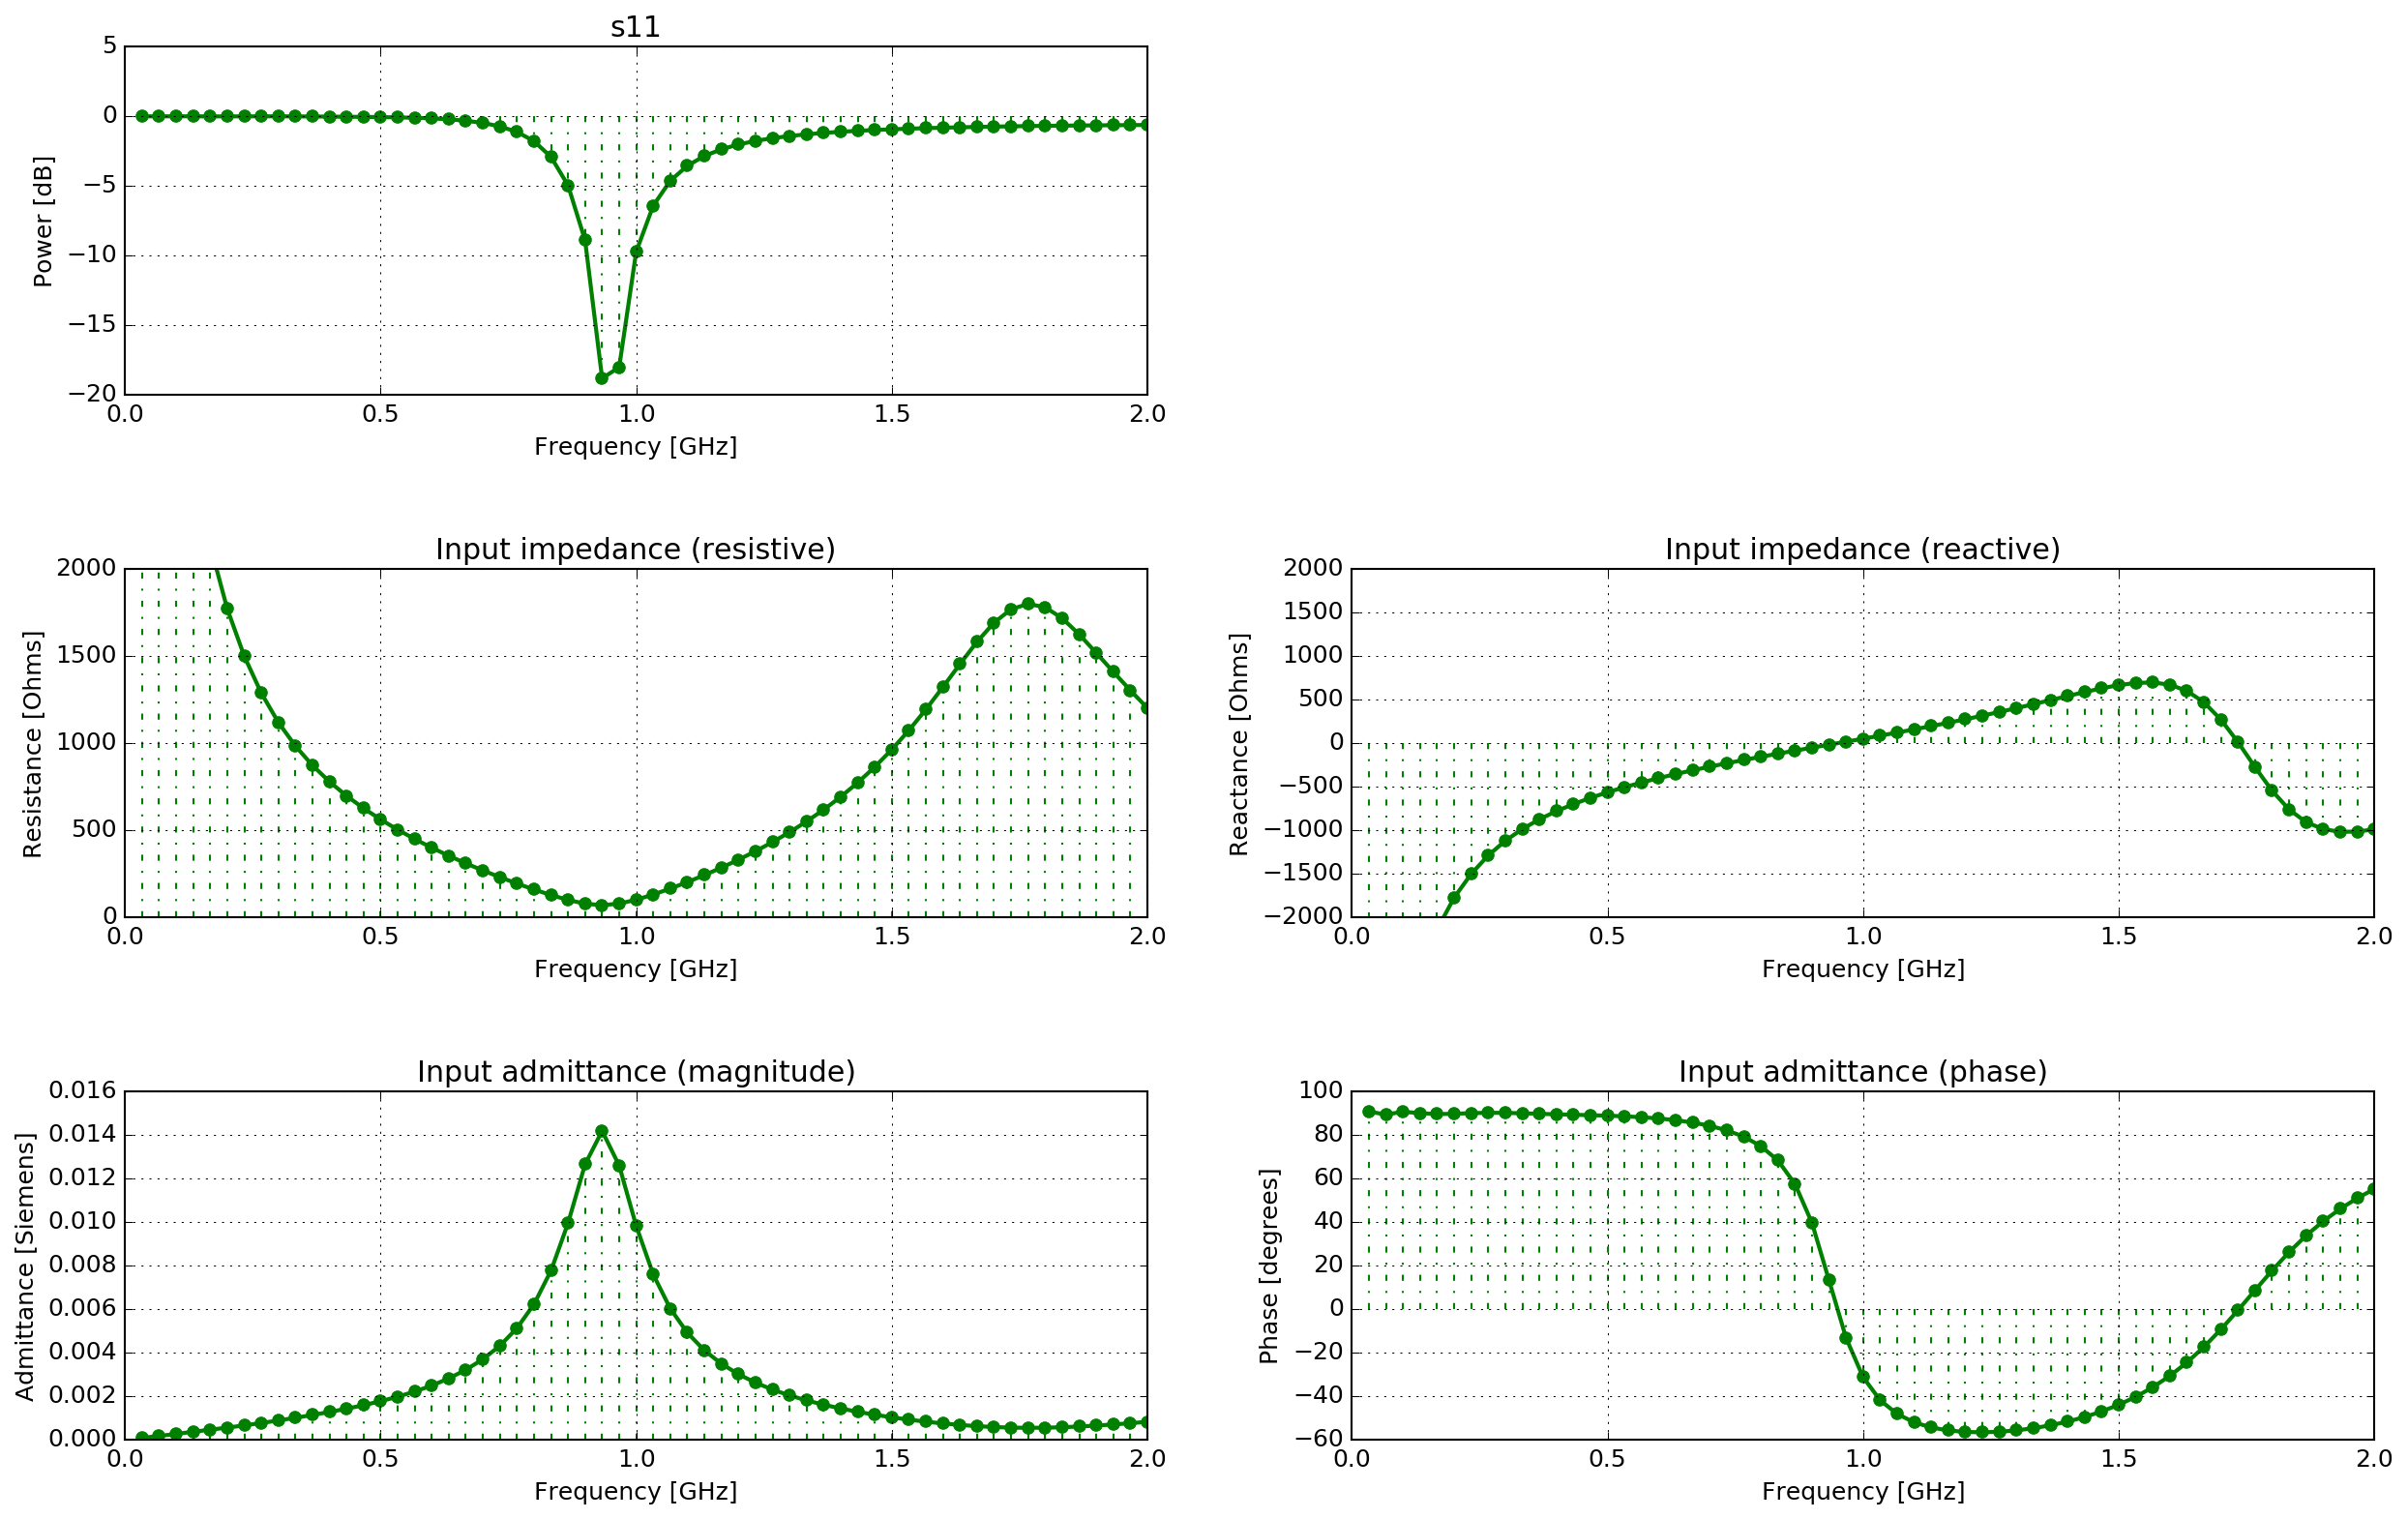 s11
5
0
−5
−10
−15
−20
Power [dB]
0.0 0.5 1.0 1.5 2.0
Frequency [GHz]
Input impedance (resistive)
2000
1500
1000
500
0
Resistance [Ohms]
0.0 0.5 1.0 1.5 2.0
Frequency [GHz]
Input impedance (reactive)
2000
1500
1000
500
0
−500
−1000
−1500
−2000
Reactance [Ohms]
0.0 0.5 1.0 1.5 2.0
Frequency [GHz]
Input admittance (magnitude)
0.016
0.014
0.012
0.010
0.008
0.006
0.004
0.002
0.000
Admittance [Siemens]
0.0 0.5 1.0 1.5 2.0
Frequency [GHz]
Input admittance (phase)
100
80
60
40
20
0
−20
−40
−60
Phase [degrees]
0.0 0.5 1.0 1.5 2.0
Frequency [GHz]